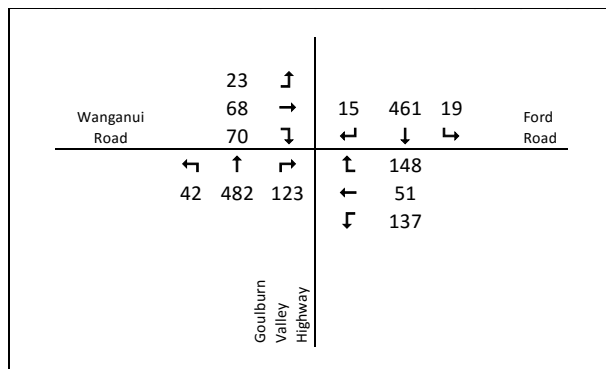 23
68 15 461 19
Wanganui
Road
Ford
Road
70
148
42 482 123 51
137
Goulburn
Valley
Highway